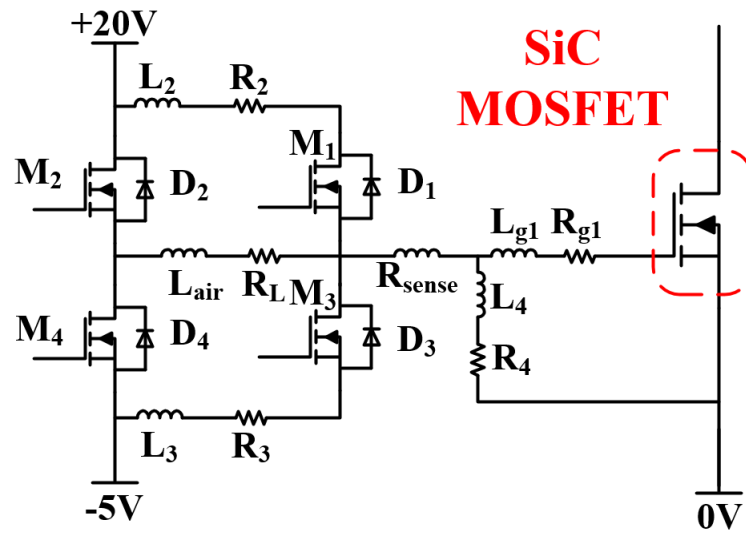 +20V
L2
R2
SiC
MOSFET
M1
M2
D2
D1
Lg1
Rg1
Lair
RL
Rsense
M3
L4
M4
D4
D3
R4
L3
R3
-5V
0V